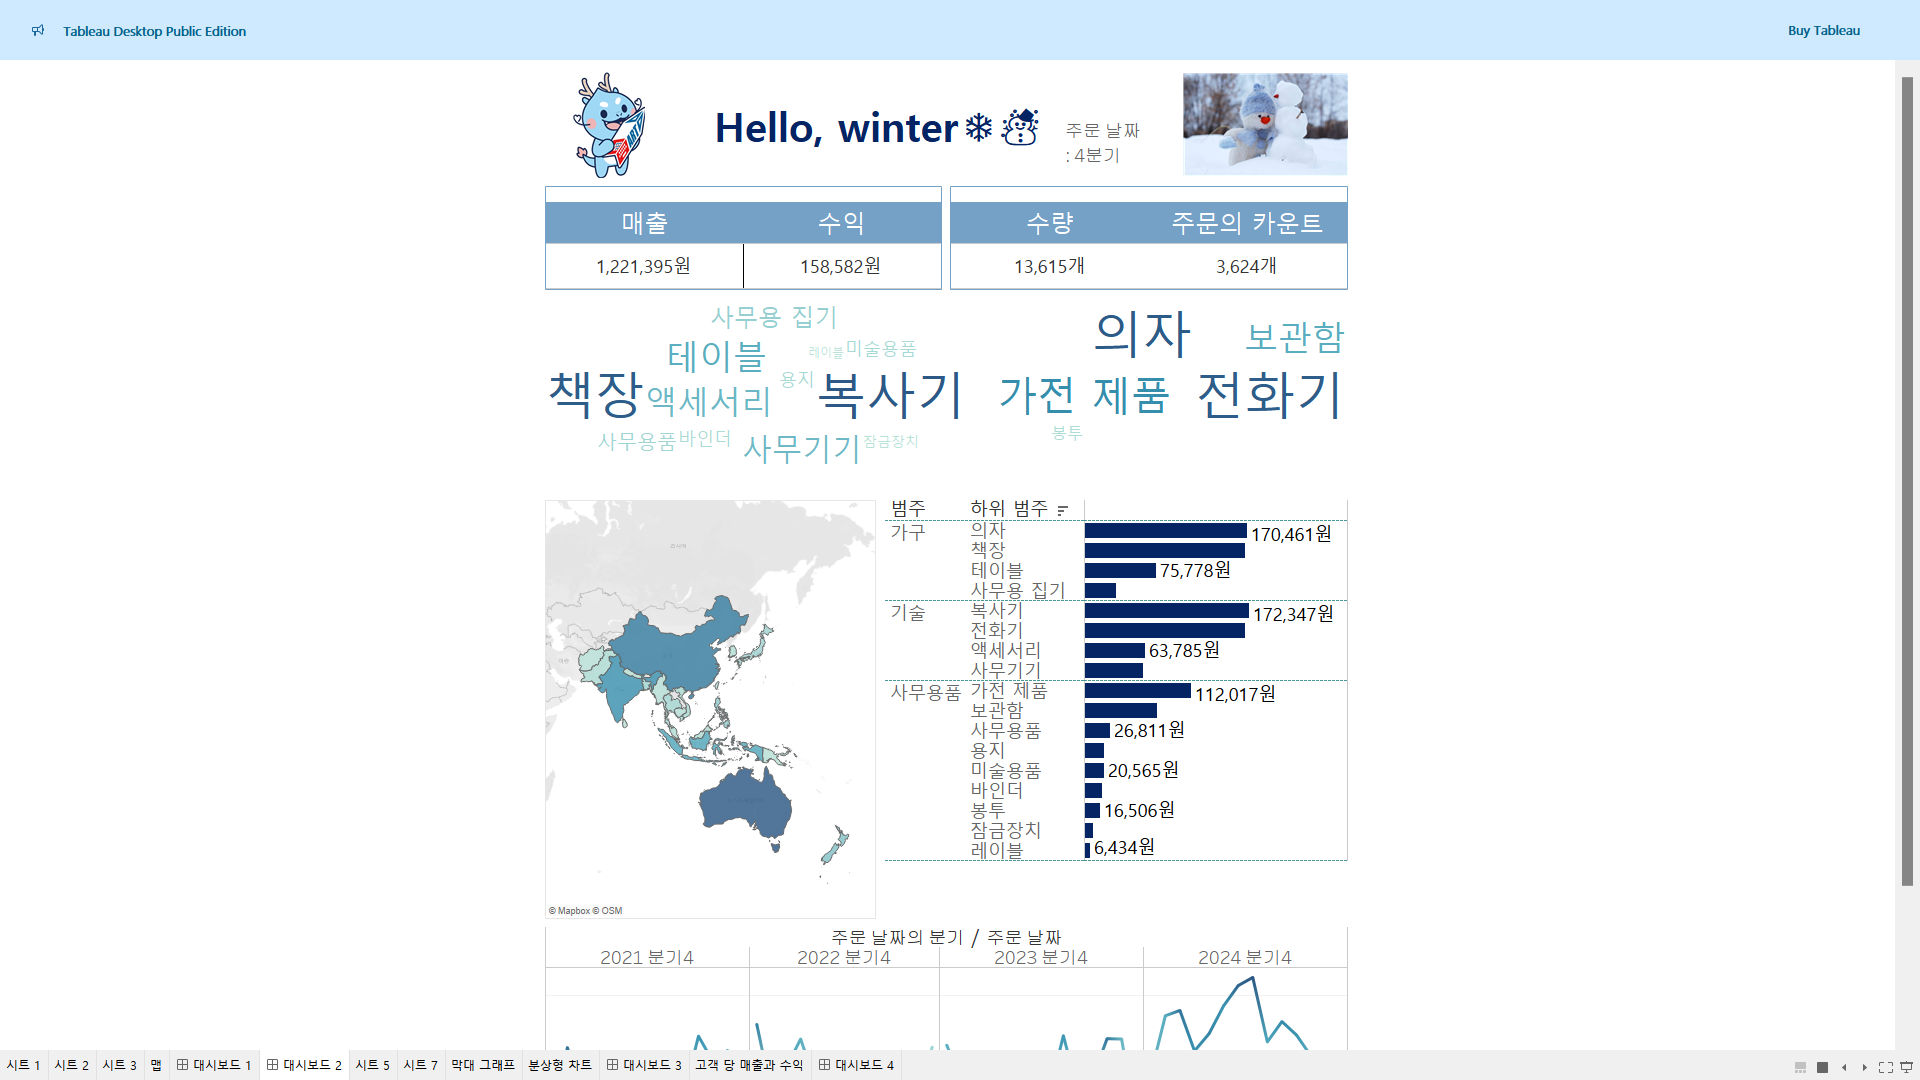 Tableau Desktop Public Edition
Buy Tableau
Hello, winter❄☃
주문 날짜
: 4분기
매출 수익
1,221,395원 158,582원
수량 주문의 카운트
13,615개 3,624개
사무용 집기
테이블
레이블 미술용품
책장
액세서리
용지
복사기
사무용품 바인더
사무기기
잠금장치
의자
보관함
가전 제품
전화기
봉투
© Mapbox © OSM
범주 하위 범주
가구 의자 170,461원
책장
테이블 75,778원
사무용 집기
기술 복사기 172,347원
전화기
액세서리 63,785원
사무기기
사무용품 가전 제품 112,017원
보관함
사무용품 26,811원
용지
미술용품 20,565원
바인더
봉투 16,506원
잠금장치
레이블 6,434원
주문 날짜의 분기 / 주문 날짜
2021 분기4 2022 분기4 2023 분기4 2024 분기4
시트 1 시트 2 시트 3 맵 대시보드 1 대시보드 2 시트 5 시트 7 막대 그래프 분상형 차트 대시보드 3 고객 당 매출과 수익 대시보드 4